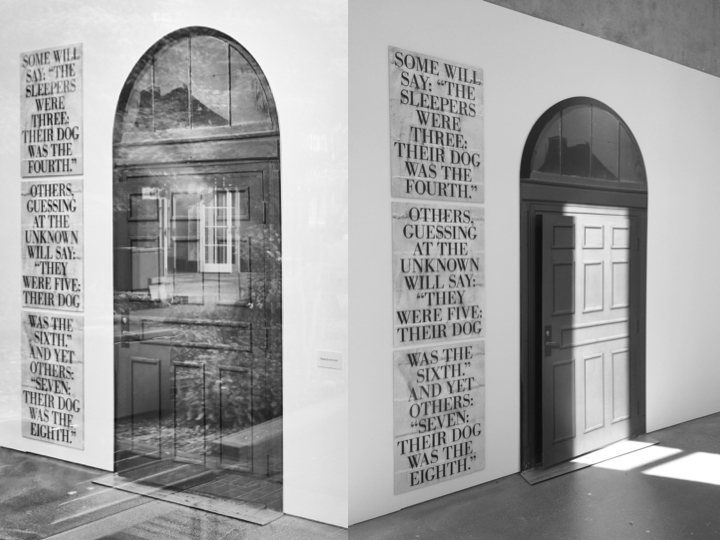 SOME WILL
SAY: “THE
SLEEPERS
WERE
THREE:
THEIR DOG
WAS THE
FOURTH.”
OTHERS,
GUESSING
AT THE
UNKNOWN
WILL SAY:
“THEY
WERE FIVE:
THEIR DOG
WAS THE
SIXTH.”
AND YET
OTHERS:
“SEVEN:
THEIR DOG
WAS THE
EIGHTH.”
SOME WILL
SAY: “THE
SLEEPERS
WERE
THREE:
THEIR DOG
WAS THE
FOURTH.”
OTHERS,
GUESSING
AT THE
UNKNOWN
WILL SAY:
“THEY
WERE FIVE:
THEIR DOG
WAS THE
SIXTH.”
AND YET
OTHERS:
“SEVEN:
THEIR DOG
WAS THE
EIGHTH.”